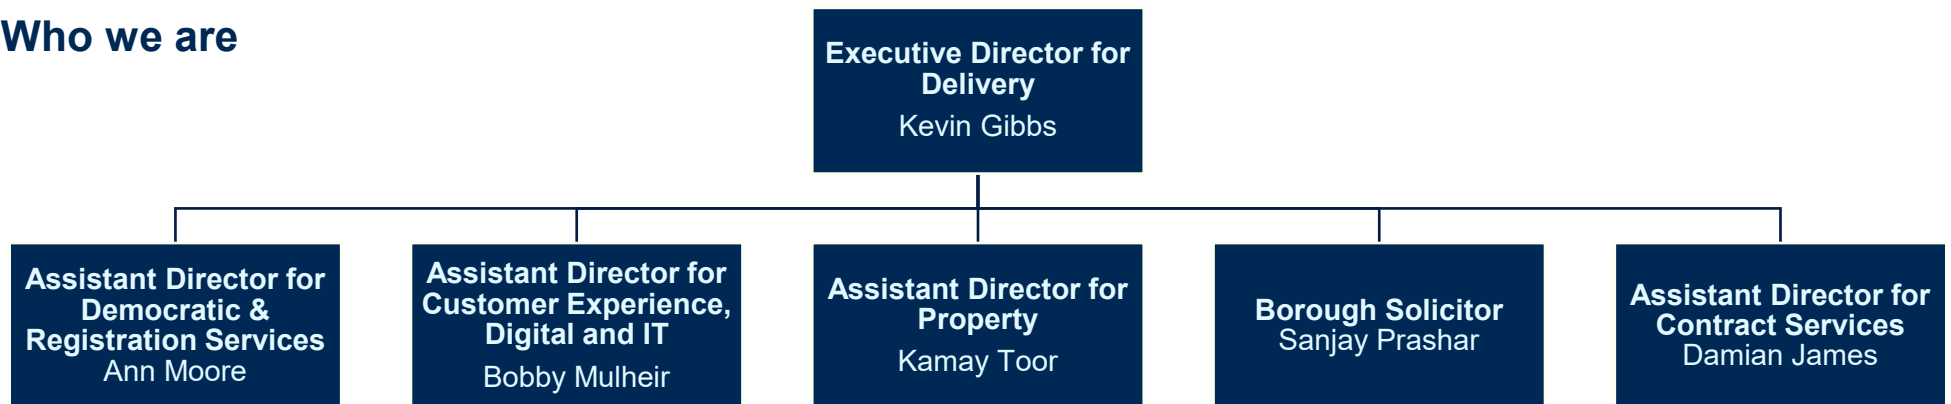 Who we are
Executive Director for
Delivery
Kevin Gibbs
Assistant Director for
Democratic &
Registration Services
Ann Moore
Assistant Director for
Customer Experience,
Digital and IT
Bobby Mulheir
Assistant Director for
Property
Kamay Toor
Borough Solicitor
Sanjay Prashar
Assistant Director for
Contract Services
Damian James